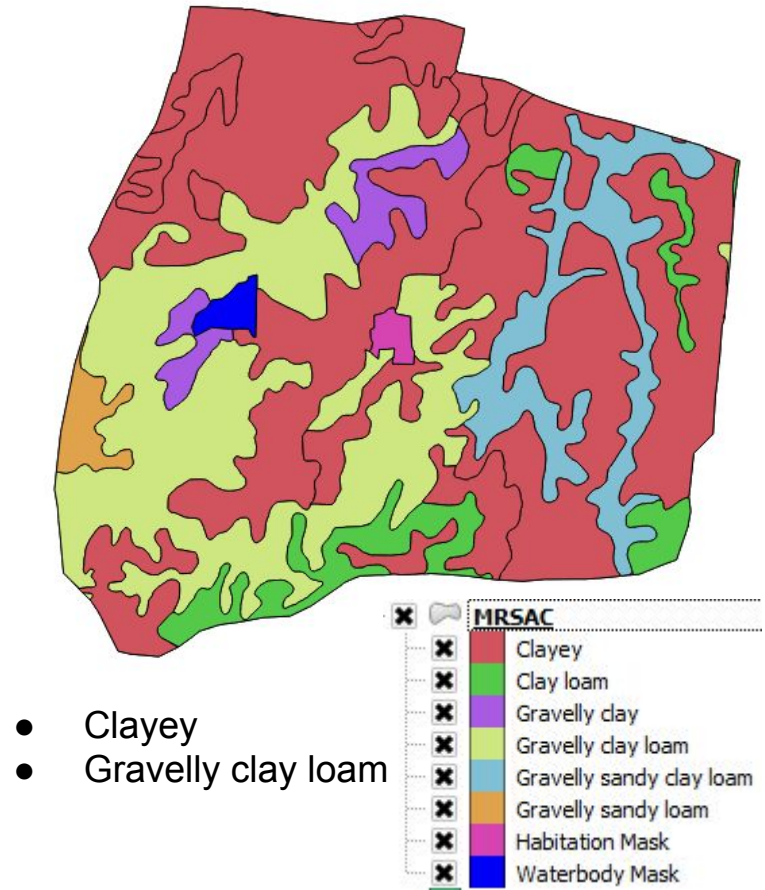 MRSAC
Clayey
Clay loam
Gravelly clay
Gravelly clay loam
Gravelly sandy clay loam
Gravelly sandy loam
Habitation Mask
Waterbody Mask
● Clayey
● Gravelly clay loam